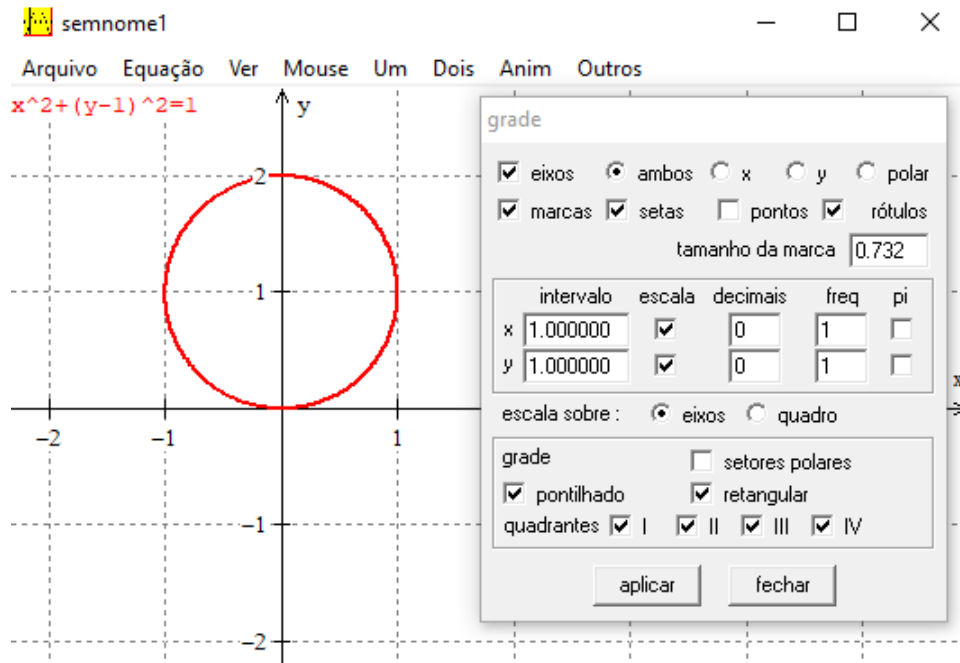 semnome1
Arquivo Equação Ver Mouse Um Dois Anim Outros
x^2+(y-1)^2=1
y
x
2
1
−2
−1
1
−1
−2
grade
eixos ambos x y polar
marcas setas pontos rótulos
tamanho da marca 0.732
intervalo escala decimais freq pi
x 1.000000 0 1
y 1.000000 0 1
escala sobre : eixos quadro
grade setores polares
pontilhado retangular
quadrantes I II III IV
aplicar fechar